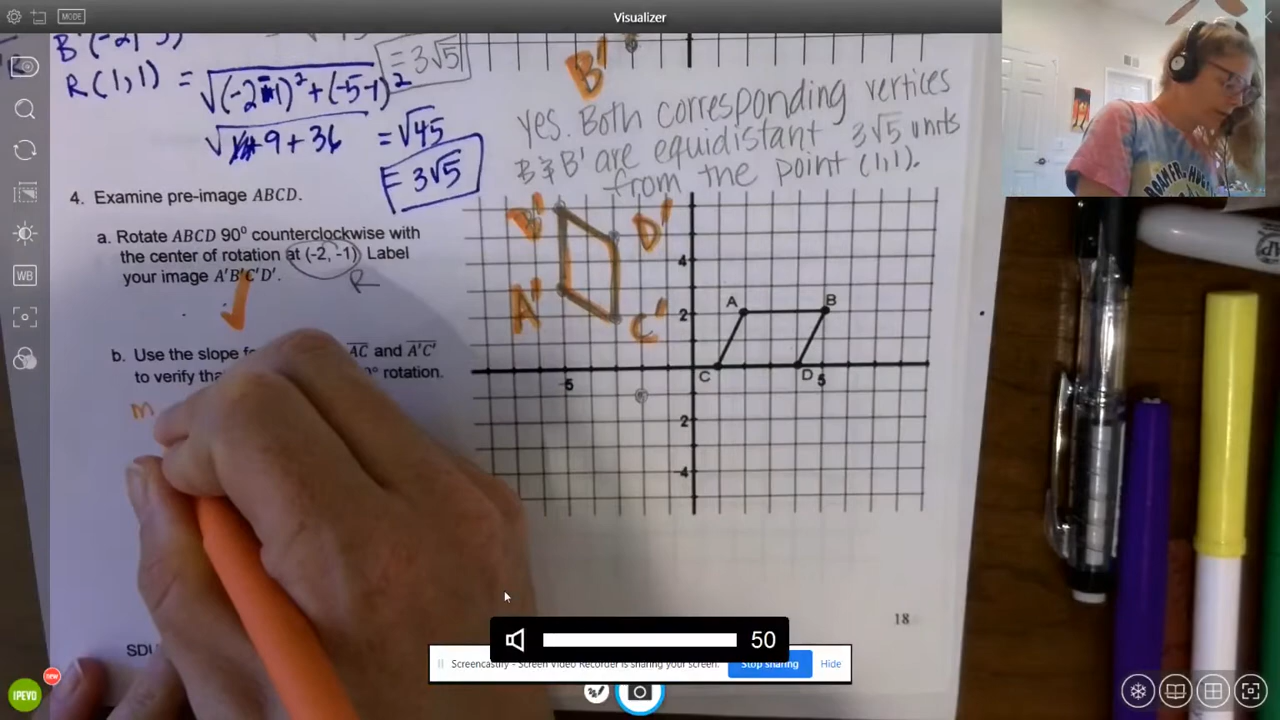 Visualizer
MODE
R (1,1) = √(-2-1)² + (-5-1)²
= 3√5
√9 + 36 = √45
= 3√5
B'
yes. Both corresponding vertices
B & B' are equidistant 3√5 units
from the point (1,1).
4. Examine pre-image ABCD.
a. Rotate ABCD 90° counterclockwise with
the center of rotation at (-2, -1) Label
your image A'B'C'D'.
R
b. Use the slope AC and A'C'
to verify rotation.
m
B'
D'
A'
C'
4
2
A
B
C
D
5
-5
2
-4
18
WB
50
Screencastify - Screen Video Recorder is sharing your screen.
Stop sharing
Hide
IPEVO
new